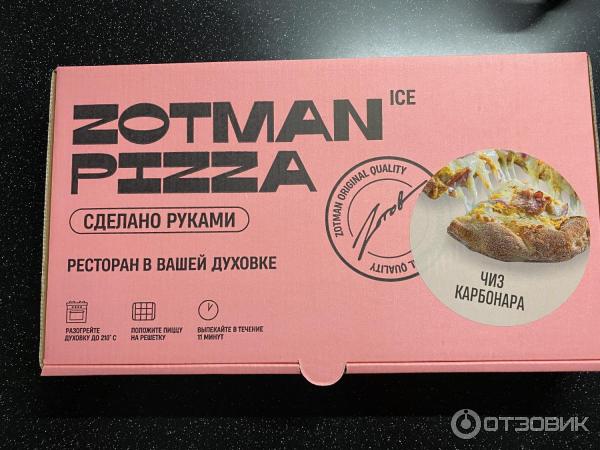 ZOTMAN ICE
PIZZA
СДЕЛАНО РУКАМИ
РЕСТОРАН В ВАШЕЙ ДУХОВКЕ
РАЗОГРЕЙТЕ
ДУХОВКУ ДО 210° С
ПОЛОЖИТЕ ПИЦЦУ
НА РЕШЕТКУ
ВЫПЕКАЙТЕ В ТЕЧЕНИЕ
11 МИНУТ
ZOTMAN ORIGINAL QUALITY
QUALITY
ЧИЗ
КАРБОНАРА
ОТЗОВИК